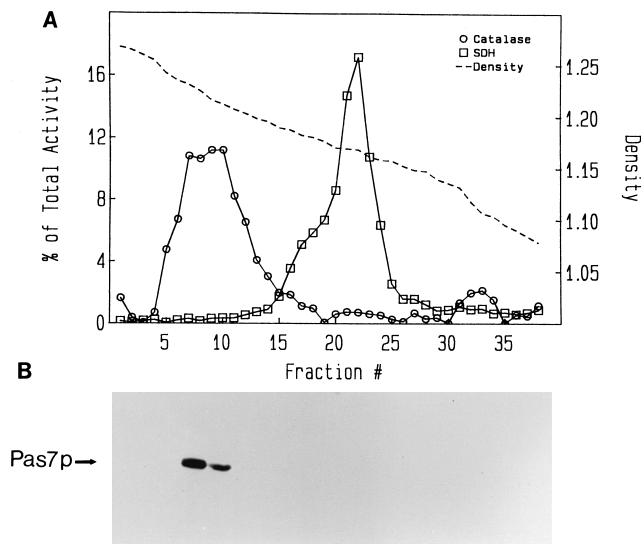 A
% of Total Activity
16
12
8
4
0
Catalase
SDH
Density
1.25
1.20
1.15
1.10
1.05
Density
5 10 15 20 25 30 35
Fraction #
B
Pas7p